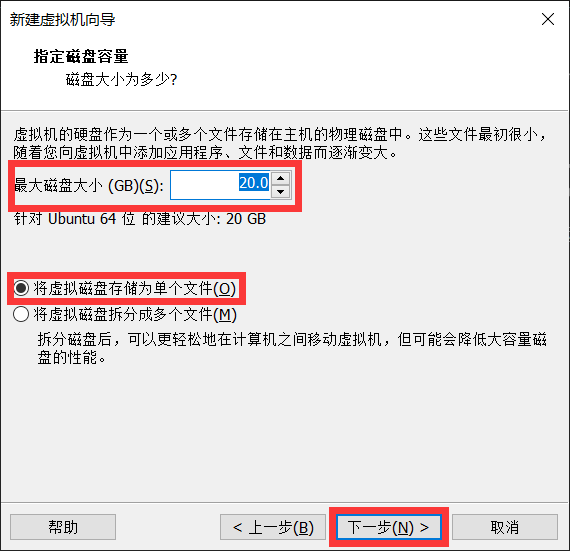 新建虚拟机向导
指定磁盘容量
磁盘大小为多少?
虚拟机的硬盘作为一个或多个文件存储在主机的物理磁盘中。这些文件最初很小，
随着您向虚拟机中添加应用程序、文件和数据而逐渐变大。
最大磁盘大小 (GB)(S): 20.0
针对 Ubuntu 64 位 的建议大小: 20 GB
将虚拟磁盘存储为单个文件(O)
将虚拟磁盘拆分成多个文件(M)
拆分磁盘后，可以更轻松地在计算机之间移动虚拟机，但可能会降低大容量磁
盘的性能。
帮助 < 上一步(B) 下一步(N) > 取消